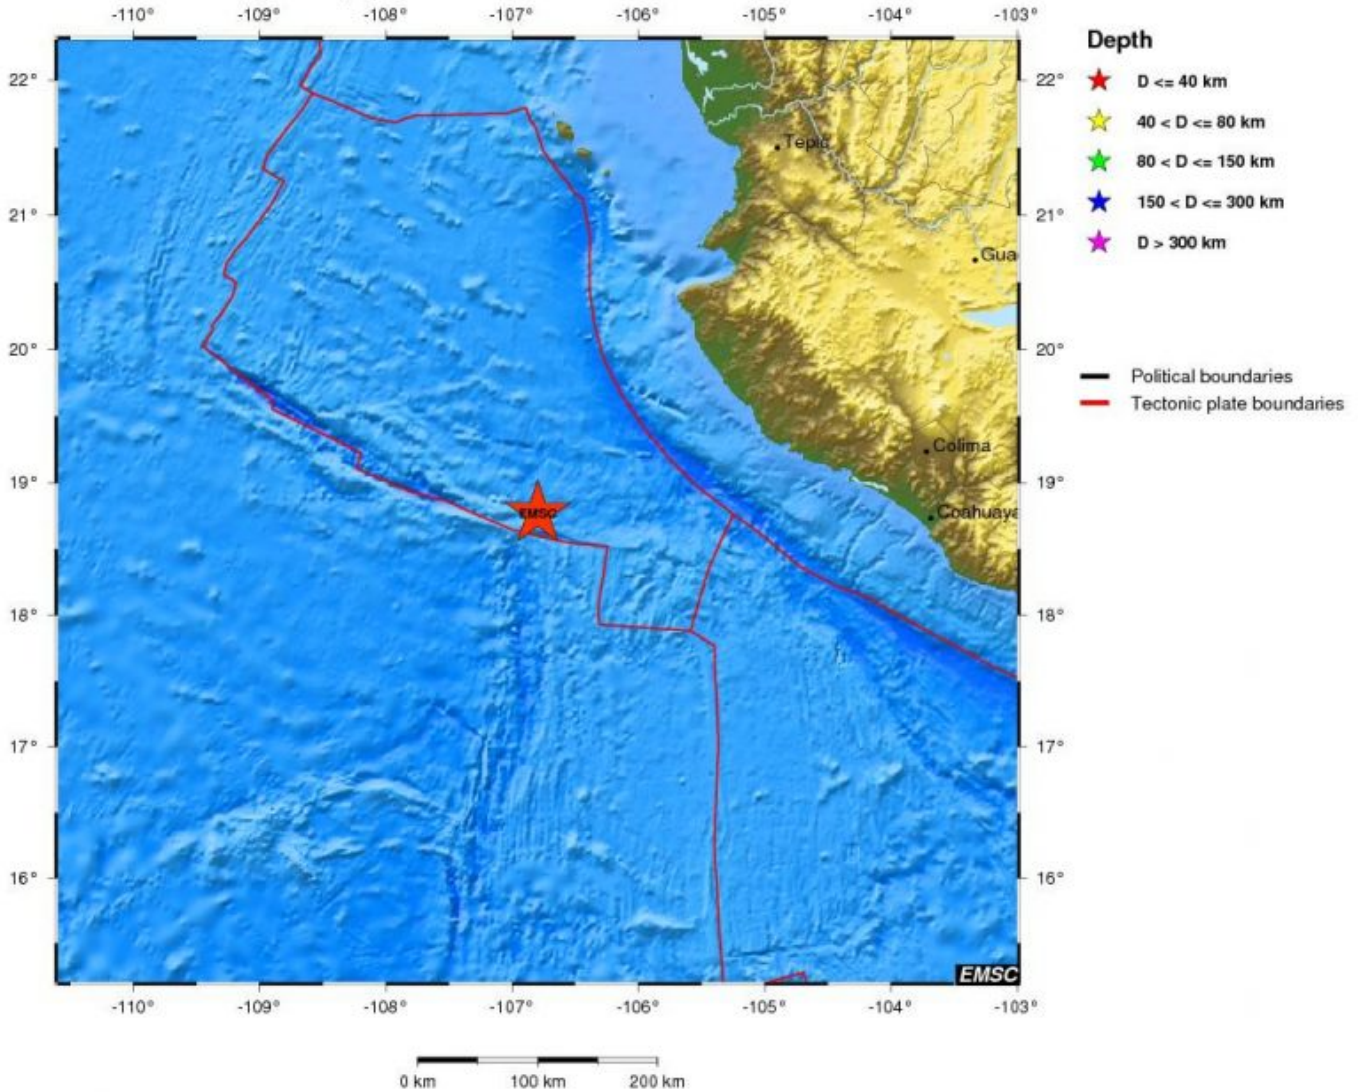 -110° -109° -108° -107° -106° -105° -104° -103°
Depth
D <= 40 km
40 < D <= 80 km
80 < D <= 150 km
150 < D <= 300 km
D > 300 km
22° 22°
Tepic
21° 21°
Gua
20° 20°
Political boundaries
Tectonic plate boundaries
Colima
19° 19°
EMSC
Coahuaya
18° 18°
17° 17°
16° 16°
EMSC
-110° -109° -108° -107° -106° -105° -104° -103°
0 km 100 km 200 km